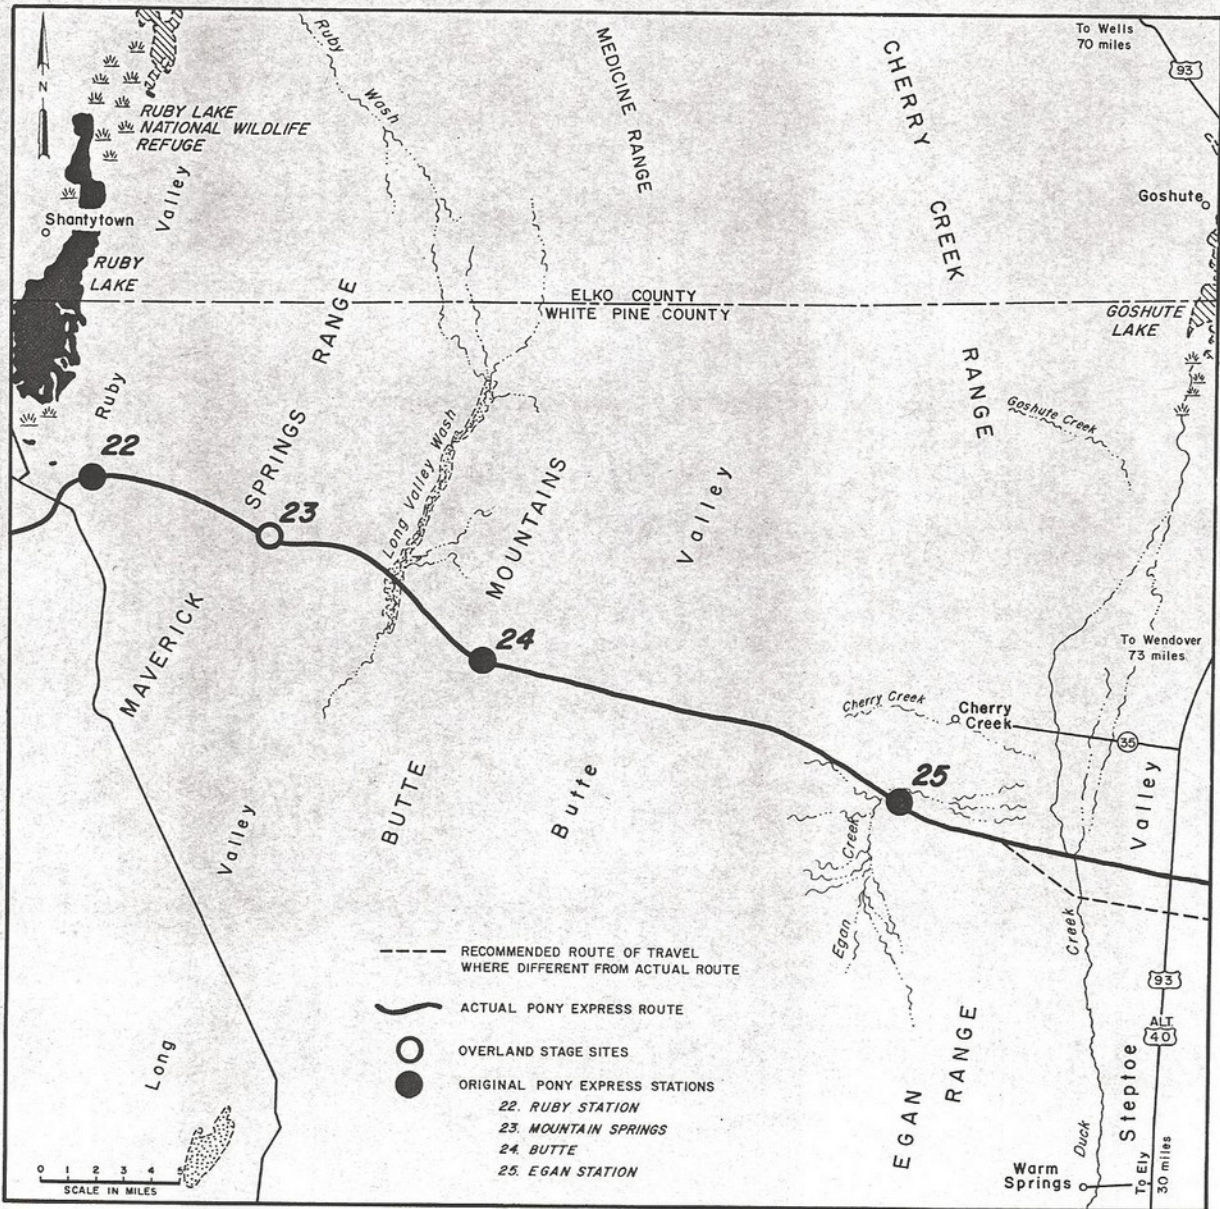 To Wells
70 miles
93
N
RUBY LAKE
NATIONAL WILDLIFE
REFUGE
Ruby
Wash
MEDICINE RANGE
CHERRY
CREEK
RANGE
Shantytown
Valley
Goshute
RUBY
LAKE
ELKO COUNTY
WHITE PINE COUNTY
GOSHUTE
LAKE
Ruby
SPRINGS
RANGE
Goshute Creek
Long Valley Wash
22
23
MOUNTAINS
Valley
MAVERICK
24
To Wendover
73 miles
Cherry Creek
Cherry
Creek
35
25
Valley
BUTTE
Butte
Valley
Creek
Egan
Creek
RECOMMENDED ROUTE OF TRAVEL
WHERE DIFFERENT FROM ACTUAL ROUTE
ACTUAL PONY EXPRESS ROUTE
OVERLAND STAGE SITES
ORIGINAL PONY EXPRESS STATIONS
22. RUBY STATION
23. MOUNTAIN SPRINGS
24. BUTTE
25. EGAN STATION
93
ALT
40
Long
EGAN
RANGE
Steptoe
Duck
Warm
Springs
To Ely
30 miles
0 1 2 3 4 5
SCALE IN MILES